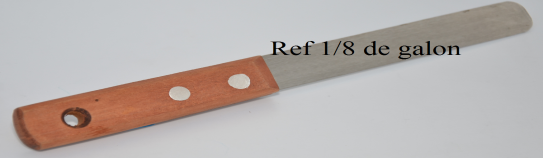 Ref 1/8 de galon